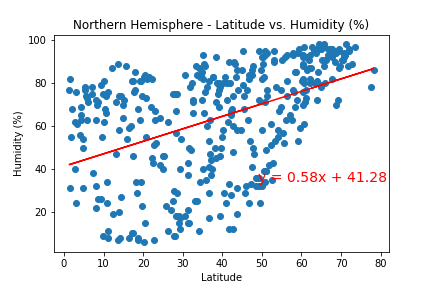 Northern Hemisphere - Latitude vs. Humidity (%)
Humidity (%)
100
80
60
40
20
y = 0.58x + 41.28
0 10 20 30 40 50 60 70 80
Latitude